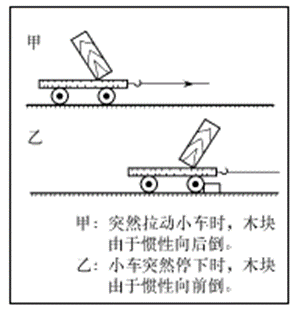 甲
乙
甲：突然拉动小车时，木块
由于惯性向后倒。
乙：小车突然停下时，木块
由于惯性向前倒。